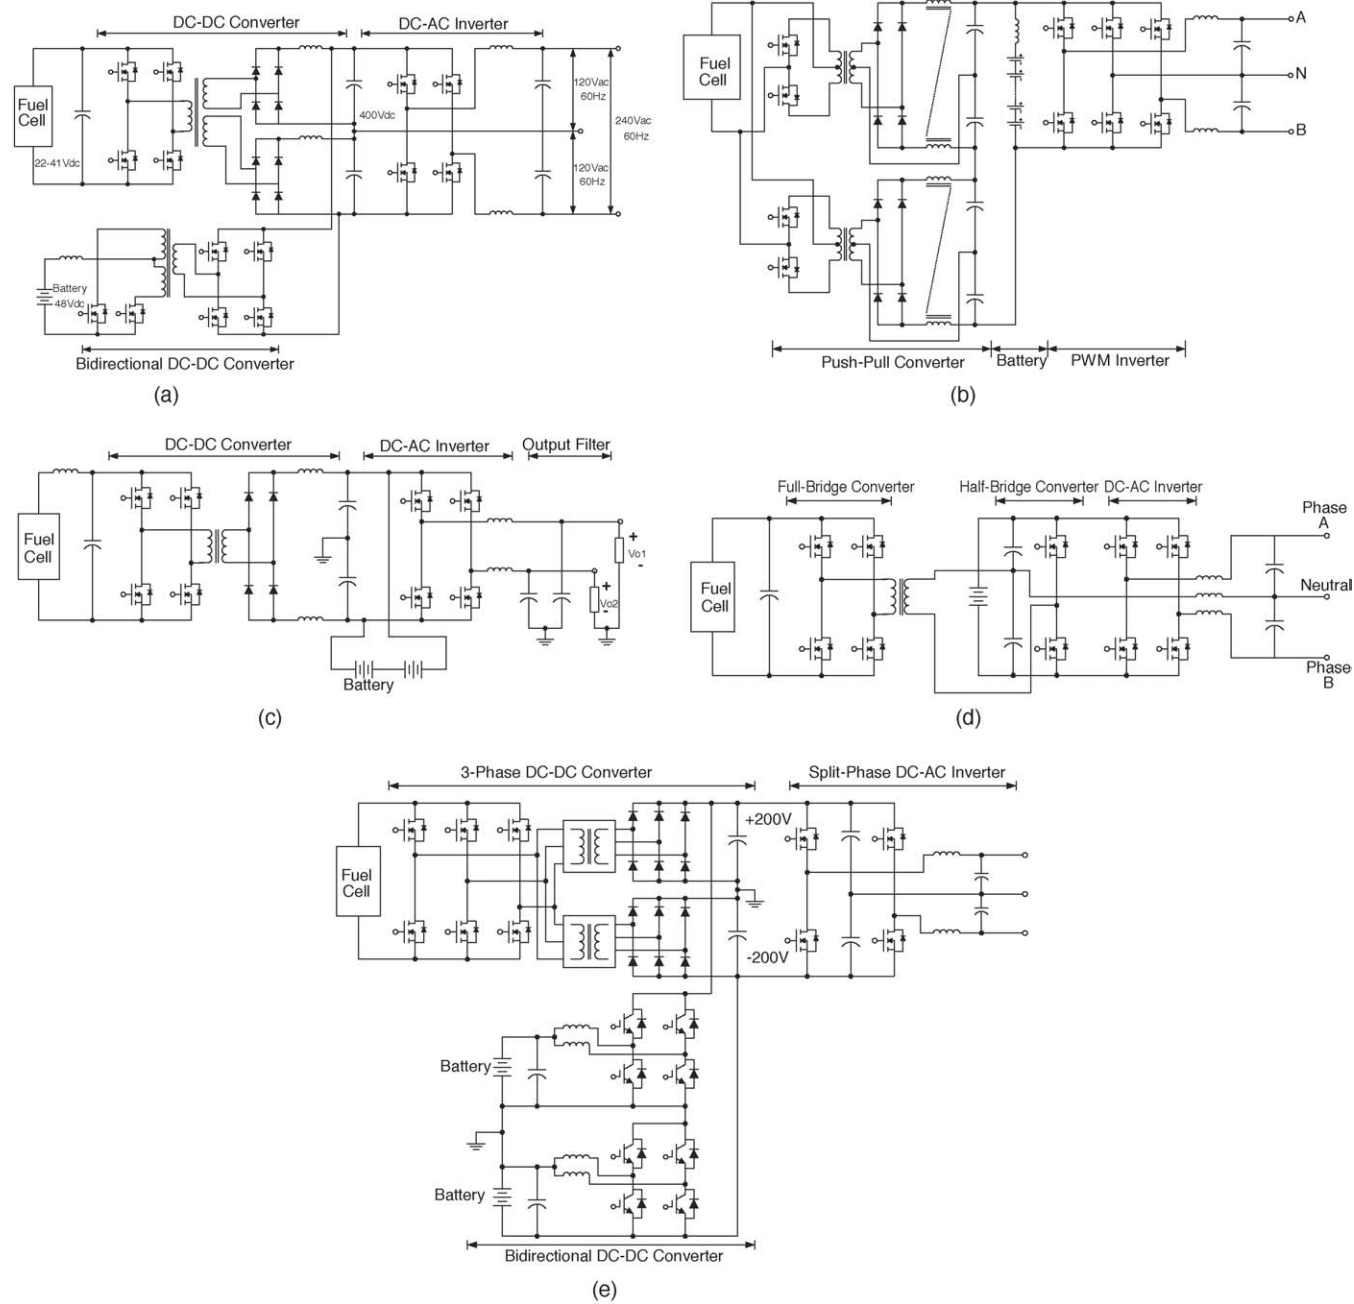 DC-DC Converter
DC-AC Inverter
Fuel
Cell
22-41Vdc
400Vdc
120Vac
60Hz
240Vac
60Hz
120Vac
60Hz
Battery
48Vdc
Bidirectional DC-DC Converter
(a)
Fuel
Cell
A
N
B
Push-Pull Converter
Battery
PWM Inverter
(b)
DC-DC Converter
DC-AC Inverter
Output Filter
Fuel
Cell
+
Vo1
-
+
Vo2
-
Battery
(c)
Full-Bridge Converter
Half-Bridge Converter
DC-AC Inverter
Fuel
Cell
Phase
A
Neutral
Phase
B
(d)
3-Phase DC-DC Converter
Split-Phase DC-AC Inverter
Fuel
Cell
+200V
-200V
Battery
Battery
Bidirectional DC-DC Converter
(e)